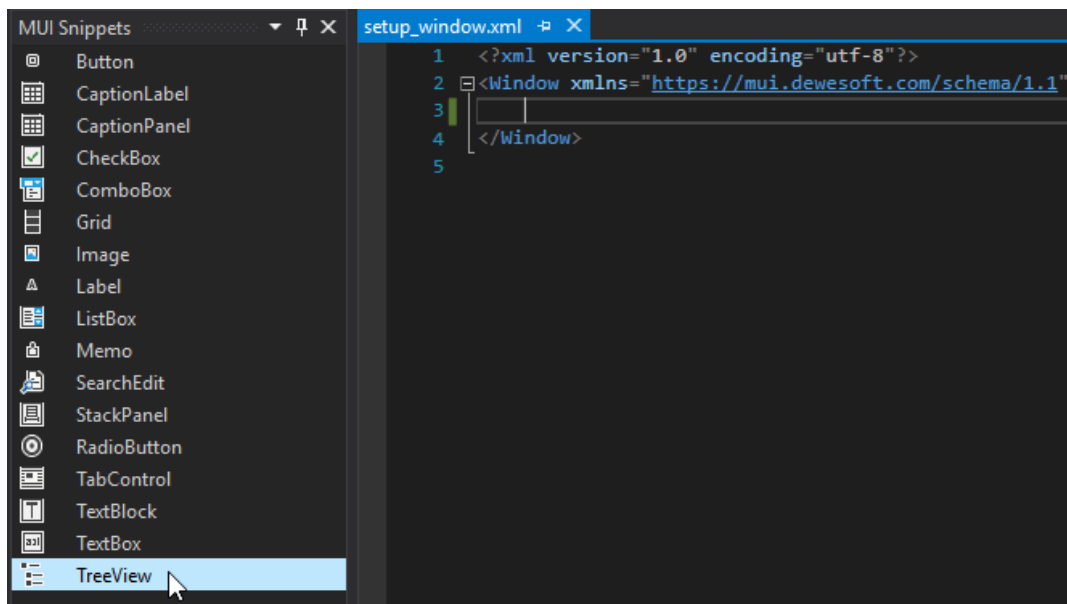 MUI Snippets
Button
CaptionLabel
CaptionPanel
CheckBox
ComboBox
Grid
Image
Label
ListBox
Memo
SearchEdit
StackPanel
RadioButton
TabControl
TextBlock
TextBox
TreeView
setup_window.xml
1 <?xml version="1.0" encoding="utf-8"?>
2 <Window xmlns="https://mui.dewesoft.com/schema/1.1"
3
4 </Window>
5